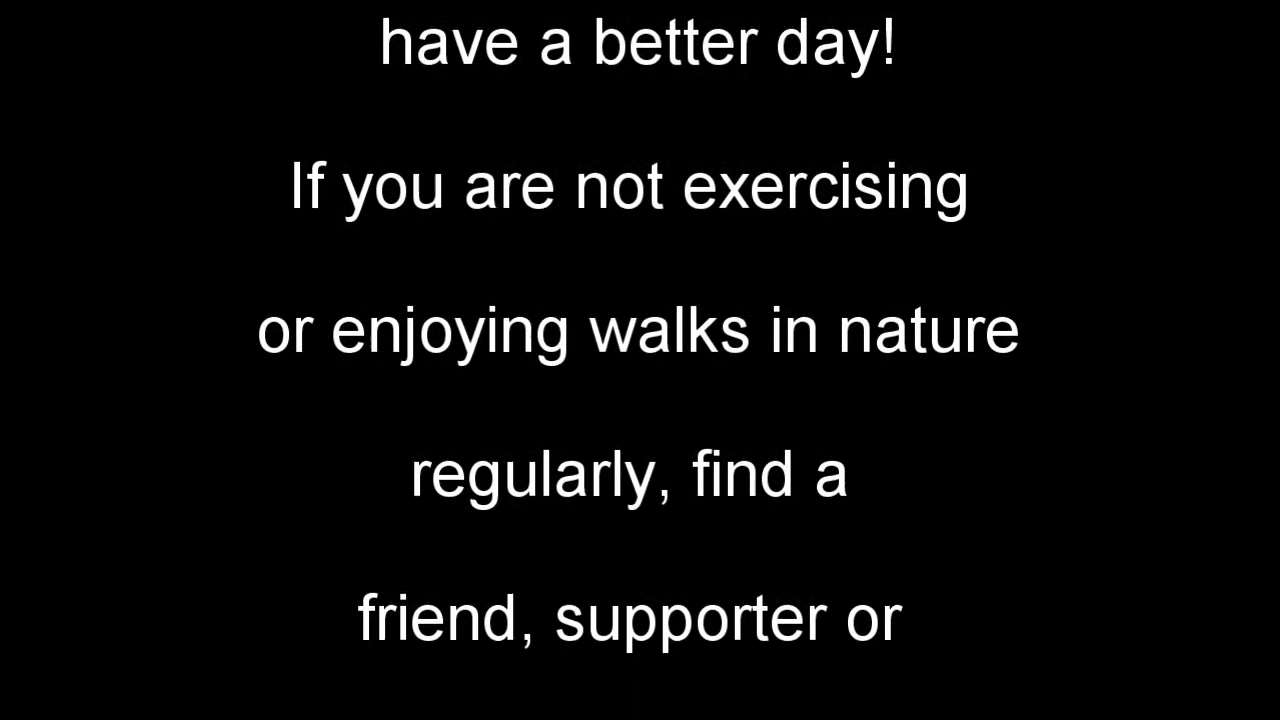 have a better day!
If you are not exercising
or enjoying walks in nature
regularly, find a
friend, supporter or